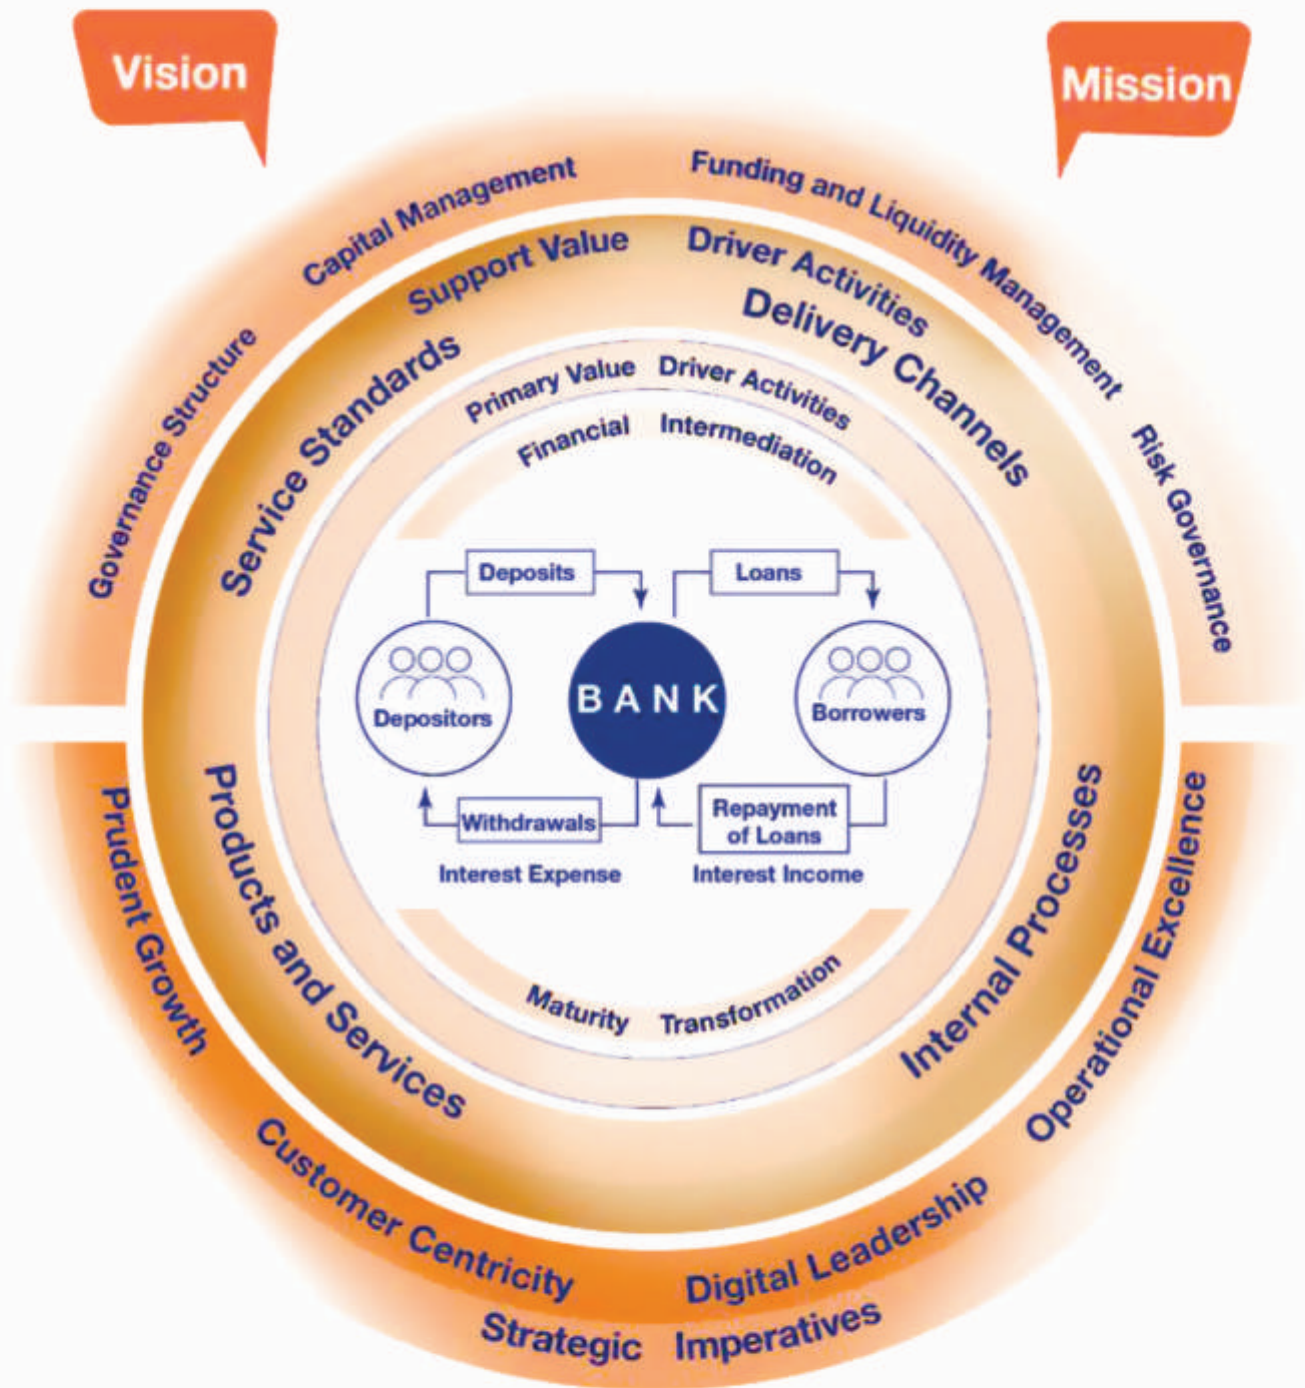 Vision
Mission
Capital Management
Funding and Liquidity Management
Governance Structure
Risk Governance
Support Value Driver Activities
Service Standards
Delivery Channels
Primary Value Driver Activities
Financial Intermediation
Deposits
Loans
Depositors
BANK
Borrowers
Withdrawals
Repayment
of Loans
Interest Expense
Interest Income
Maturity Transformation
Products and Services
Internal Processes
Prudent Growth
Customer Centricity
Digital Leadership
Operational Excellence
Strategic Imperatives